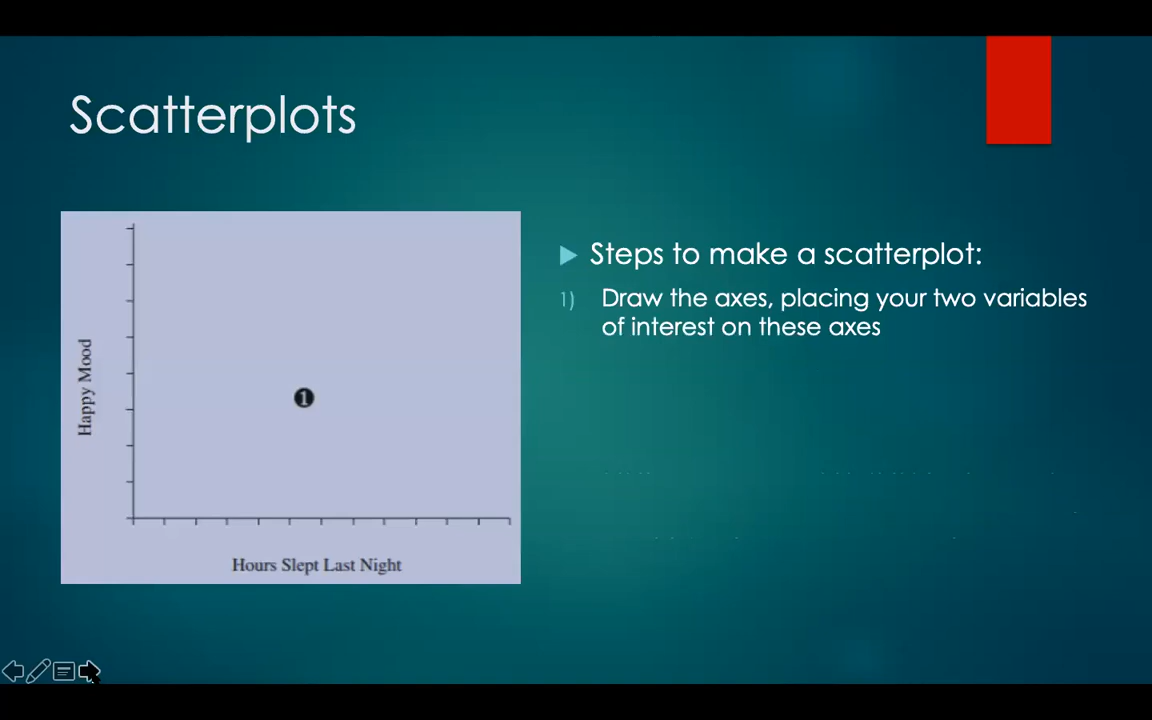 Scatterplots
Happy Mood
❶
Hours Slept Last Night
Steps to make a scatterplot:
1) Draw the axes, placing your two variables
of interest on these axes